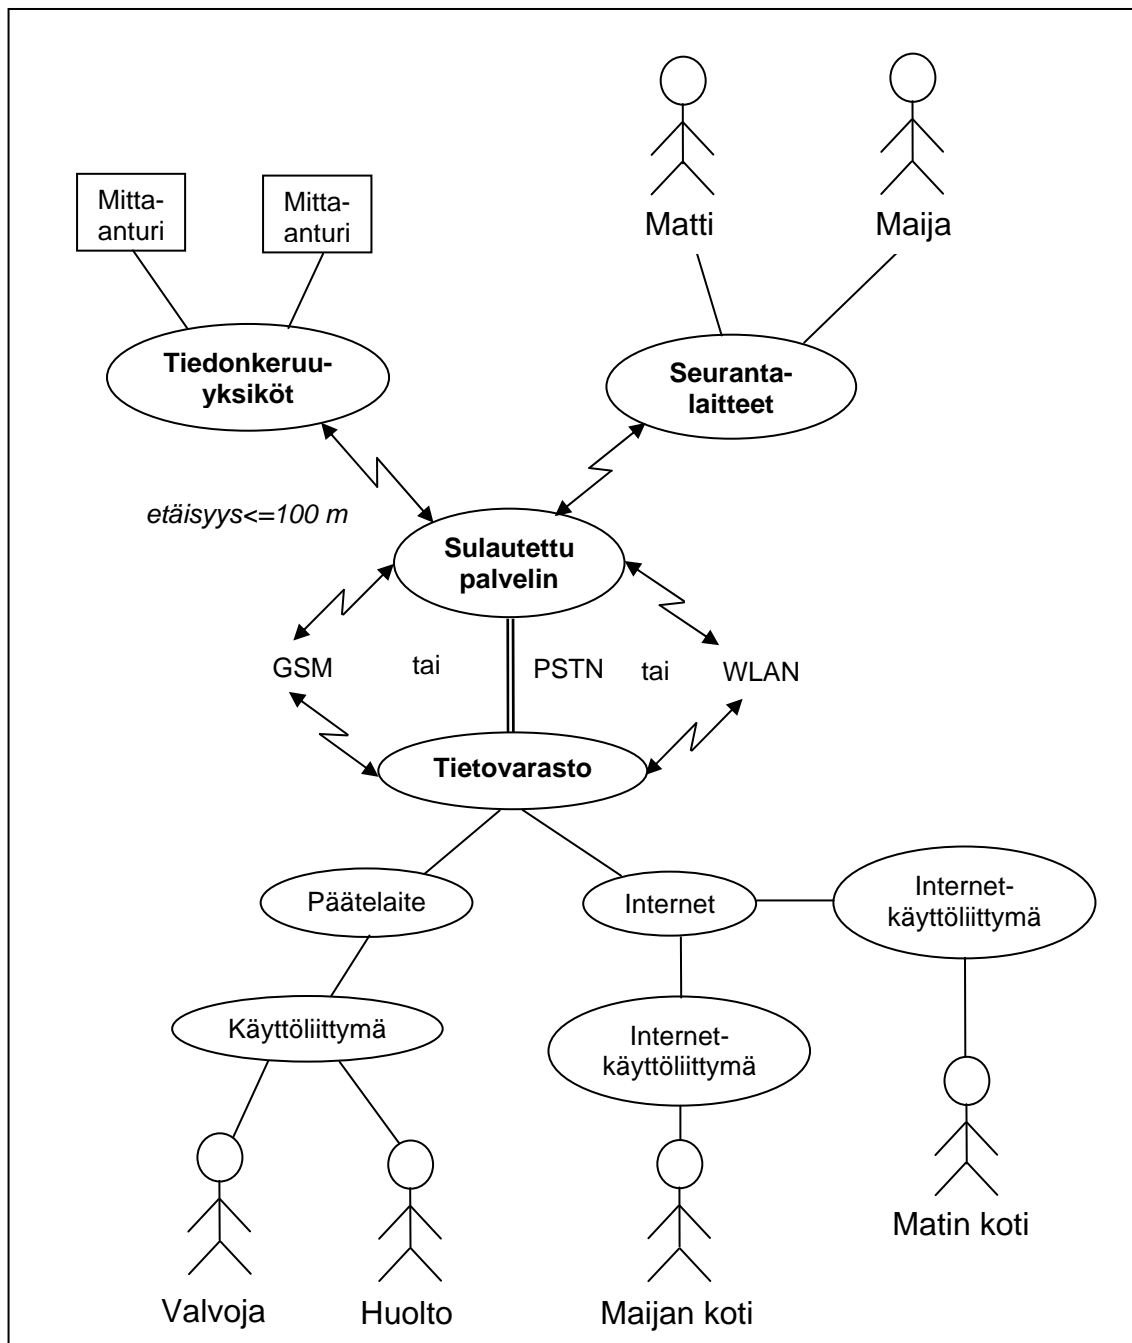 Matti
Maija
Mitta-
anturi
Mitta-
anturi
Tiedonkeruu-
yksiköt
Seuranta-
laitteet
etäisyys<=100 m
Sulautettu
palvelin
GSM
tai
PSTN
tai
WLAN
Tietovarasto
Päätelaite
Internet
Internet-
käyttöliittymä
Käyttöliittymä
Internet-
käyttöliittymä
Matin koti
Valvoja
Huolto
Maijan koti